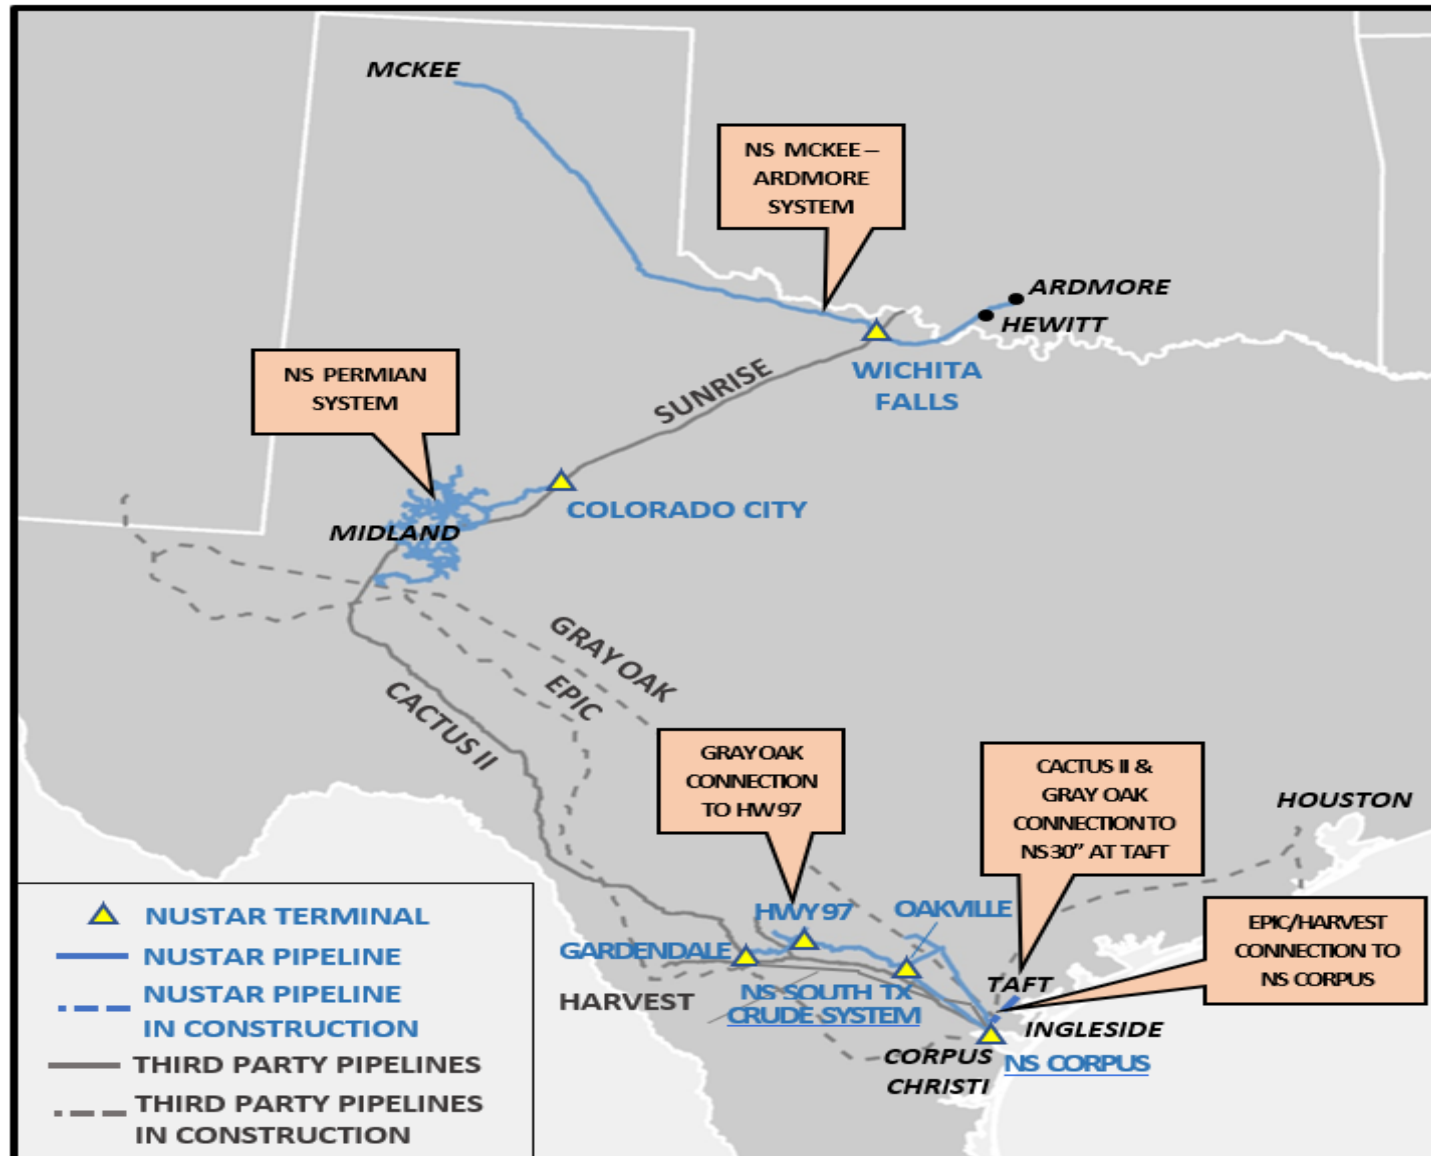 MCKEE
NS MCKEE –
ARDMORE
SYSTEM
ARDMORE
HEWITT
WICHITA
FALLS
SUNRISE
NS PERMIAN
SYSTEM
COLORADO CITY
MIDLAND
GRAY OAK
EPIC
CACTUS II
GRAY OAK
CONNECTION
TO HW 97
CACTUS II &
GRAY OAK
CONNECTION TO
NS 30” AT TAFT
HOUSTON
EPIC/HARVEST
CONNECTION TO
NS CORPUS
HWY 97
OAKVILLE
GARDENDALE
HARVEST
NS SOUTH TX
CRUDE SYSTEM
TAFT
INGLESIDE
CORPUS
CHRISTI
NS CORPUS
NUSTAR TERMINAL
NUSTAR PIPELINE
NUSTAR PIPELINE
IN CONSTRUCTION
THIRD PARTY PIPELINES
THIRD PARTY PIPELINES
IN CONSTRUCTION